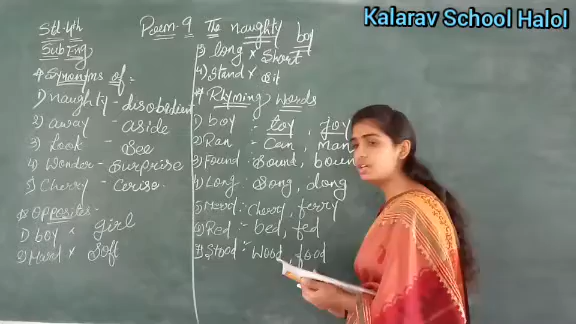 Kalarav School Halol
Std-4th Poem-9 The naughty boy
Sub Eng
* Synonyms of :-
1) naughty - disobedient
2) away - aside
3) Look - See
4) Wonder - Surprise
5) Cherry - Cerise
* Opposites :-
1) boy × girl
2) Hard × Soft
3) long × Short
4) Stand × Sit
* Rhyming Words
1) boy - toy, joy
2) Ran - Can, man
3) Found : Sound,
4) Long : Song, dong
5) Merry :- Cherry, ferry
6) Red :- bed, fed
7) Stood :- Wood, food